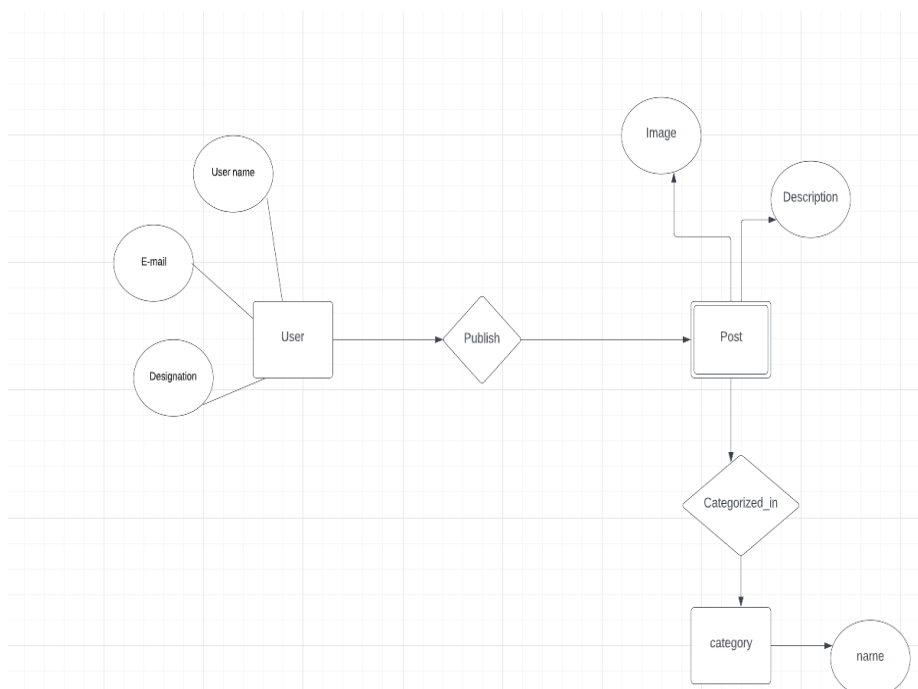 Image
User name
Description
E-mail
User
Publish
Post
Designation
Categorized_in
category
name